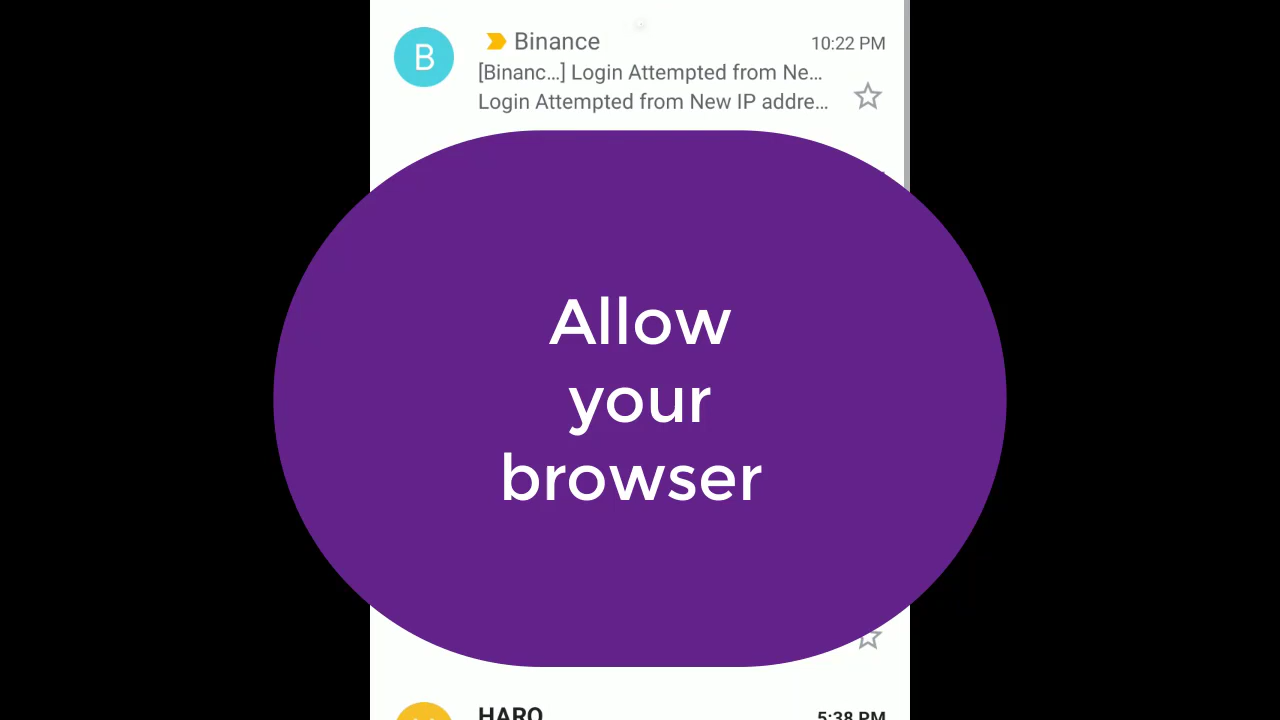 B
Binance
10:22 PM
[Binanc…] Login Attempted from Ne…
Login Attempted from New IP addre…
Allow
your
browser
HARO
5:38 PM